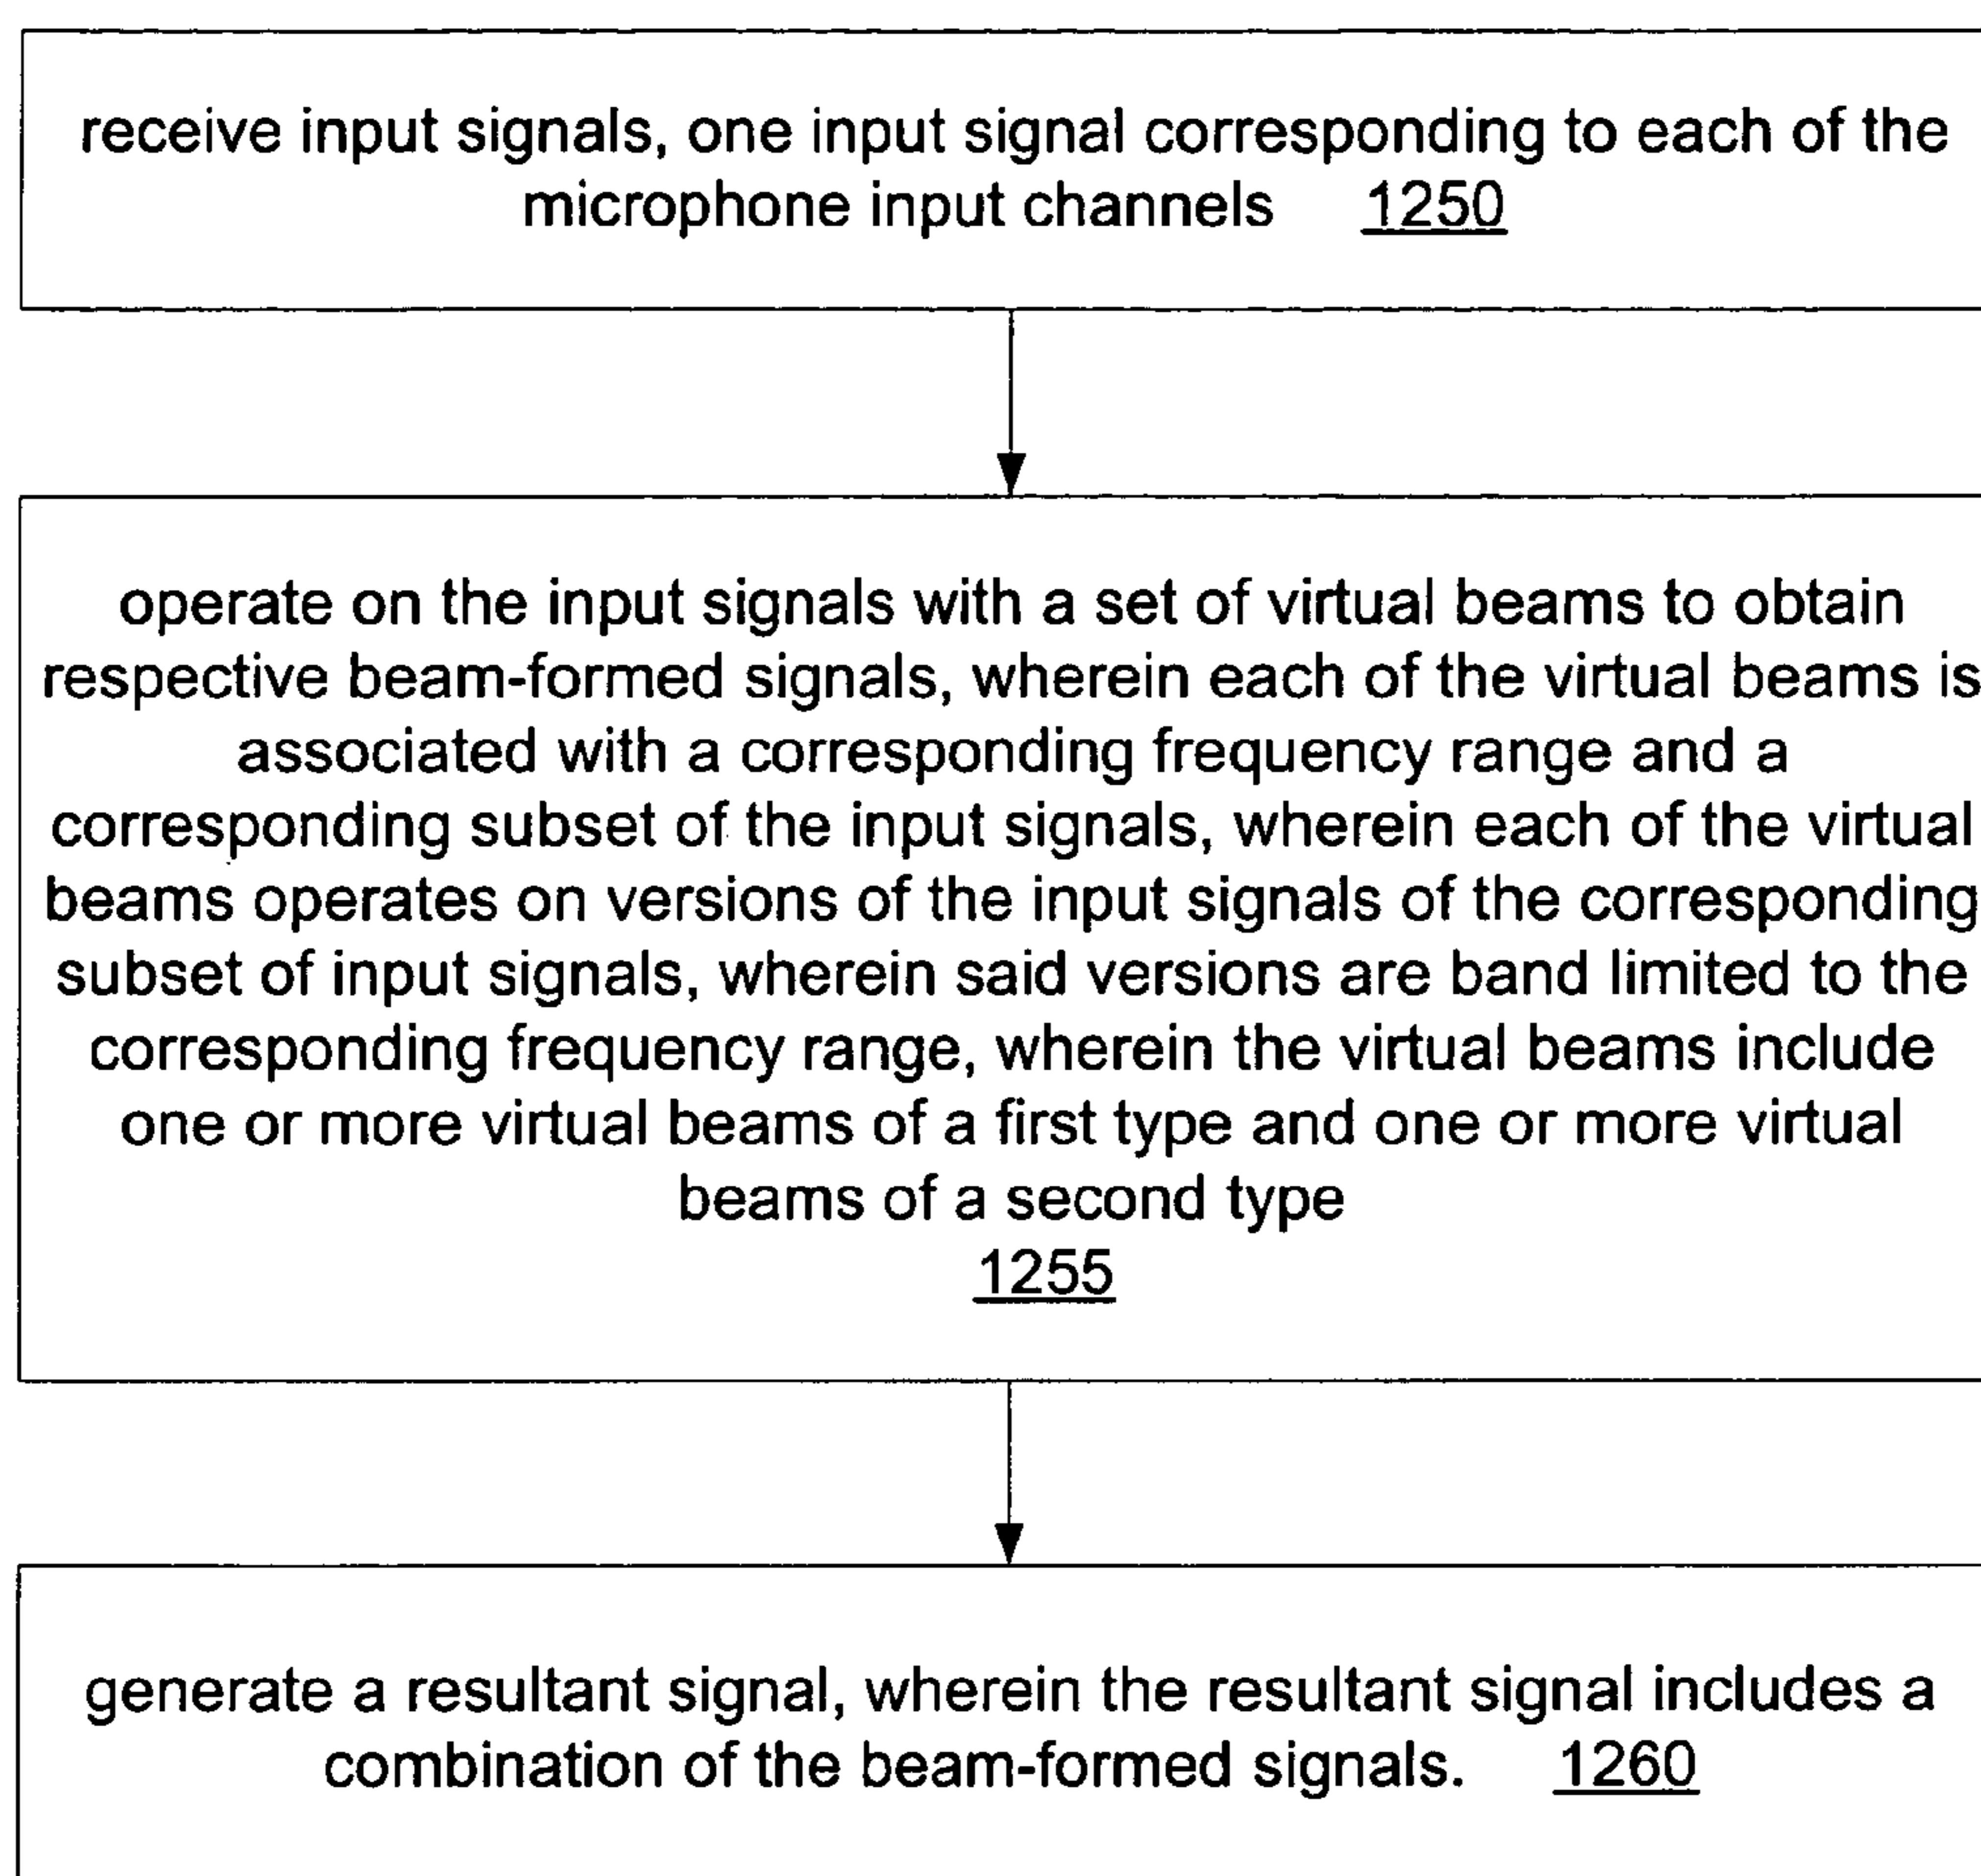 receive input signals, one input signal corresponding to each of the
microphone input channels 1250
operate on the input signals with a set of virtual beams to obtain
respective beam-formed signals, wherein each of the virtual beams is
associated with a corresponding frequency range and a
corresponding subset of the input signals, wherein each of the virtual
beams operates on versions of the input signals of the corresponding
subset of input signals, wherein said versions are band limited to the
corresponding frequency range, wherein the virtual beams include
one or more virtual beams of a first type and one or more virtual
beams of a second type
1255
generate a resultant signal, wherein the resultant signal includes a
combination of the beam-formed signals. 1260